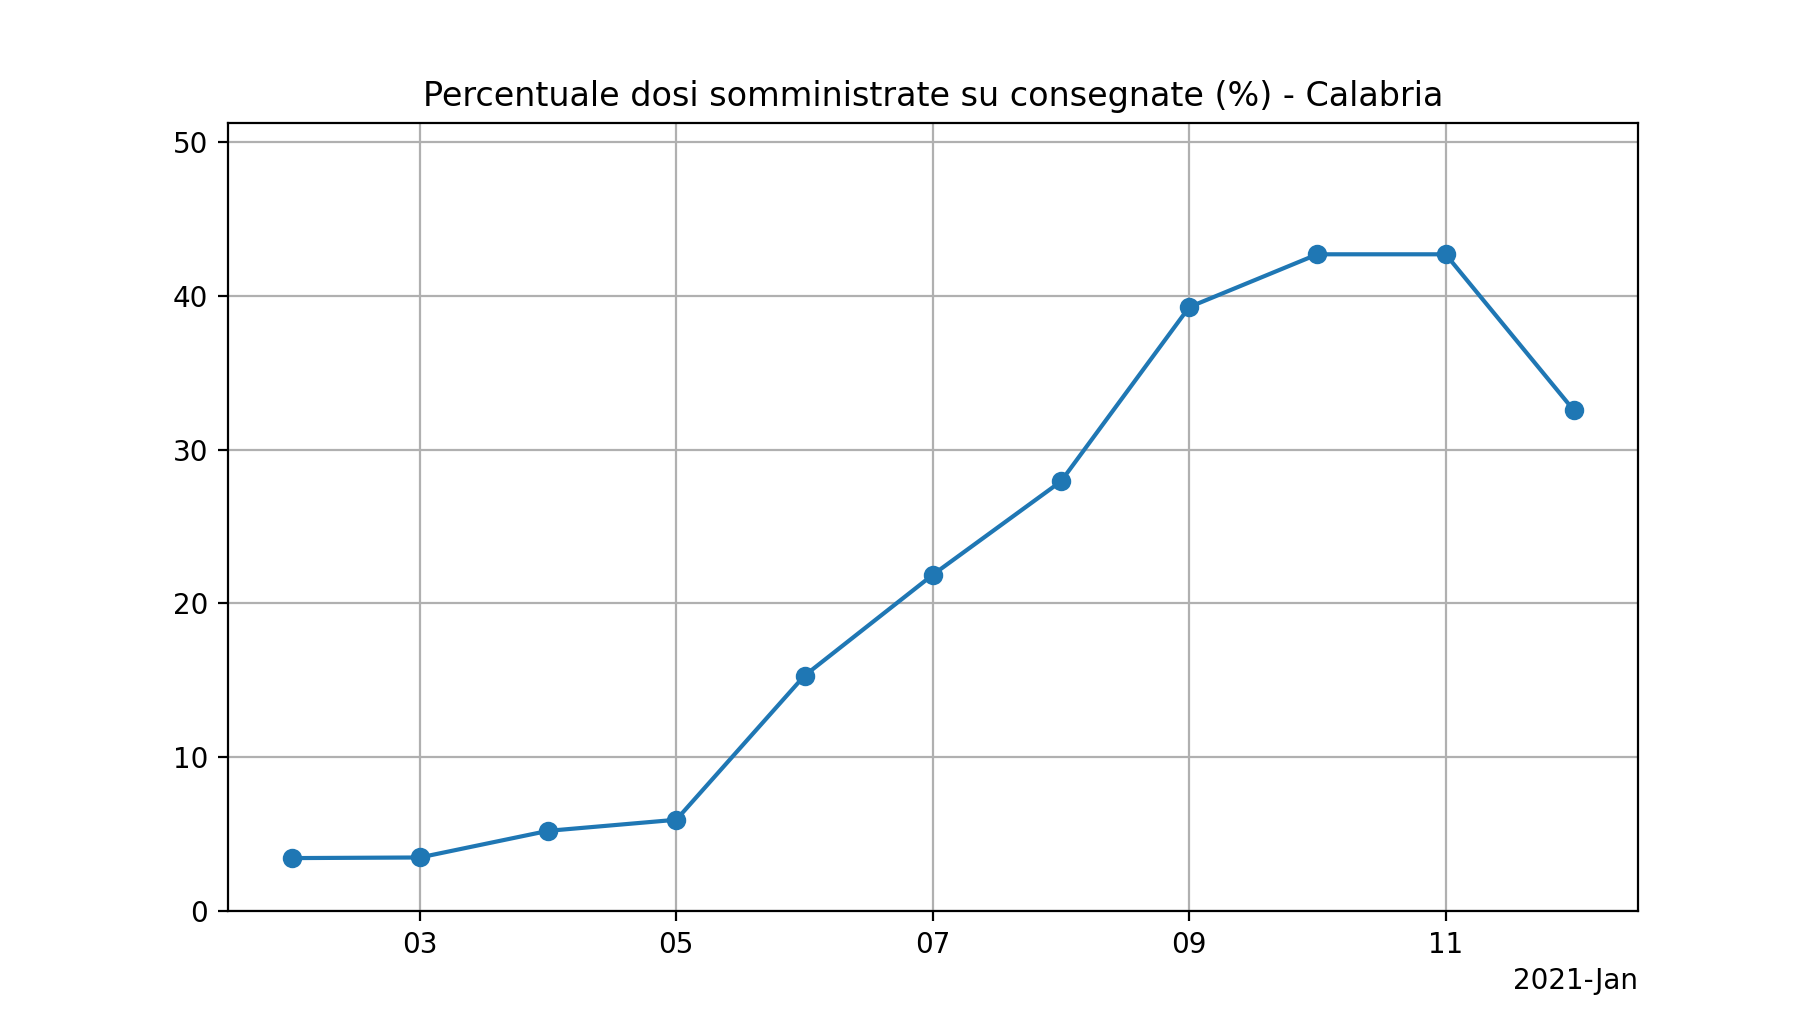 Percentuale dosi somministrate su consegnate (%) - Calabria
50
40
30
20
10
0
03 05 07 09 11
2021-Jan